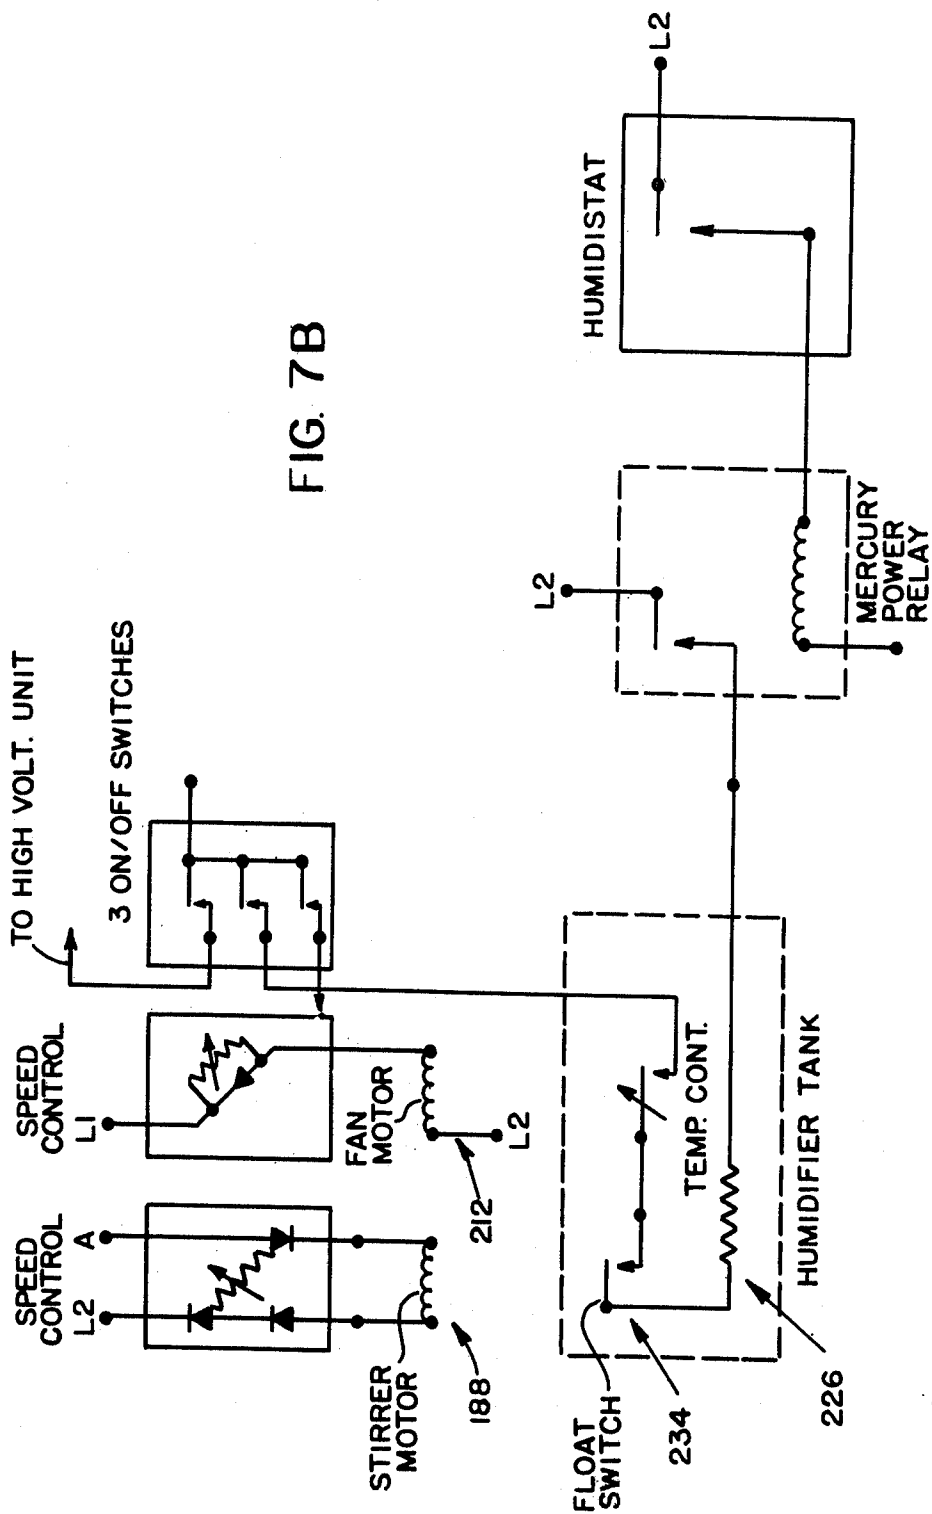 TO HIGH VOLT. UNIT
3 ON/OFF SWITCHES
SPEED
CONTROL
L2 A
SPEED
CONTROL
L1
STIRRER
MOTOR
188
FAN
MOTOR
212
L2
FIG. 7B
FLOAT
SWITCH
234
TEMP. CONT.
226
HUMIDIFIER TANK
L2
MERCURY
POWER
RELAY
HUMIDISTAT
L2